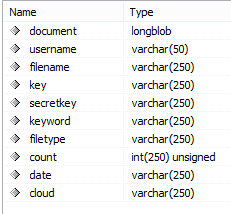 Name Type
document longblob
username varchar(50)
filename varchar(250)
key varchar(250)
secretkey varchar(250)
keyword varchar(250)
filetype varchar(250)
count int(250) unsigned
date varchar(250)
cloud varchar(250)